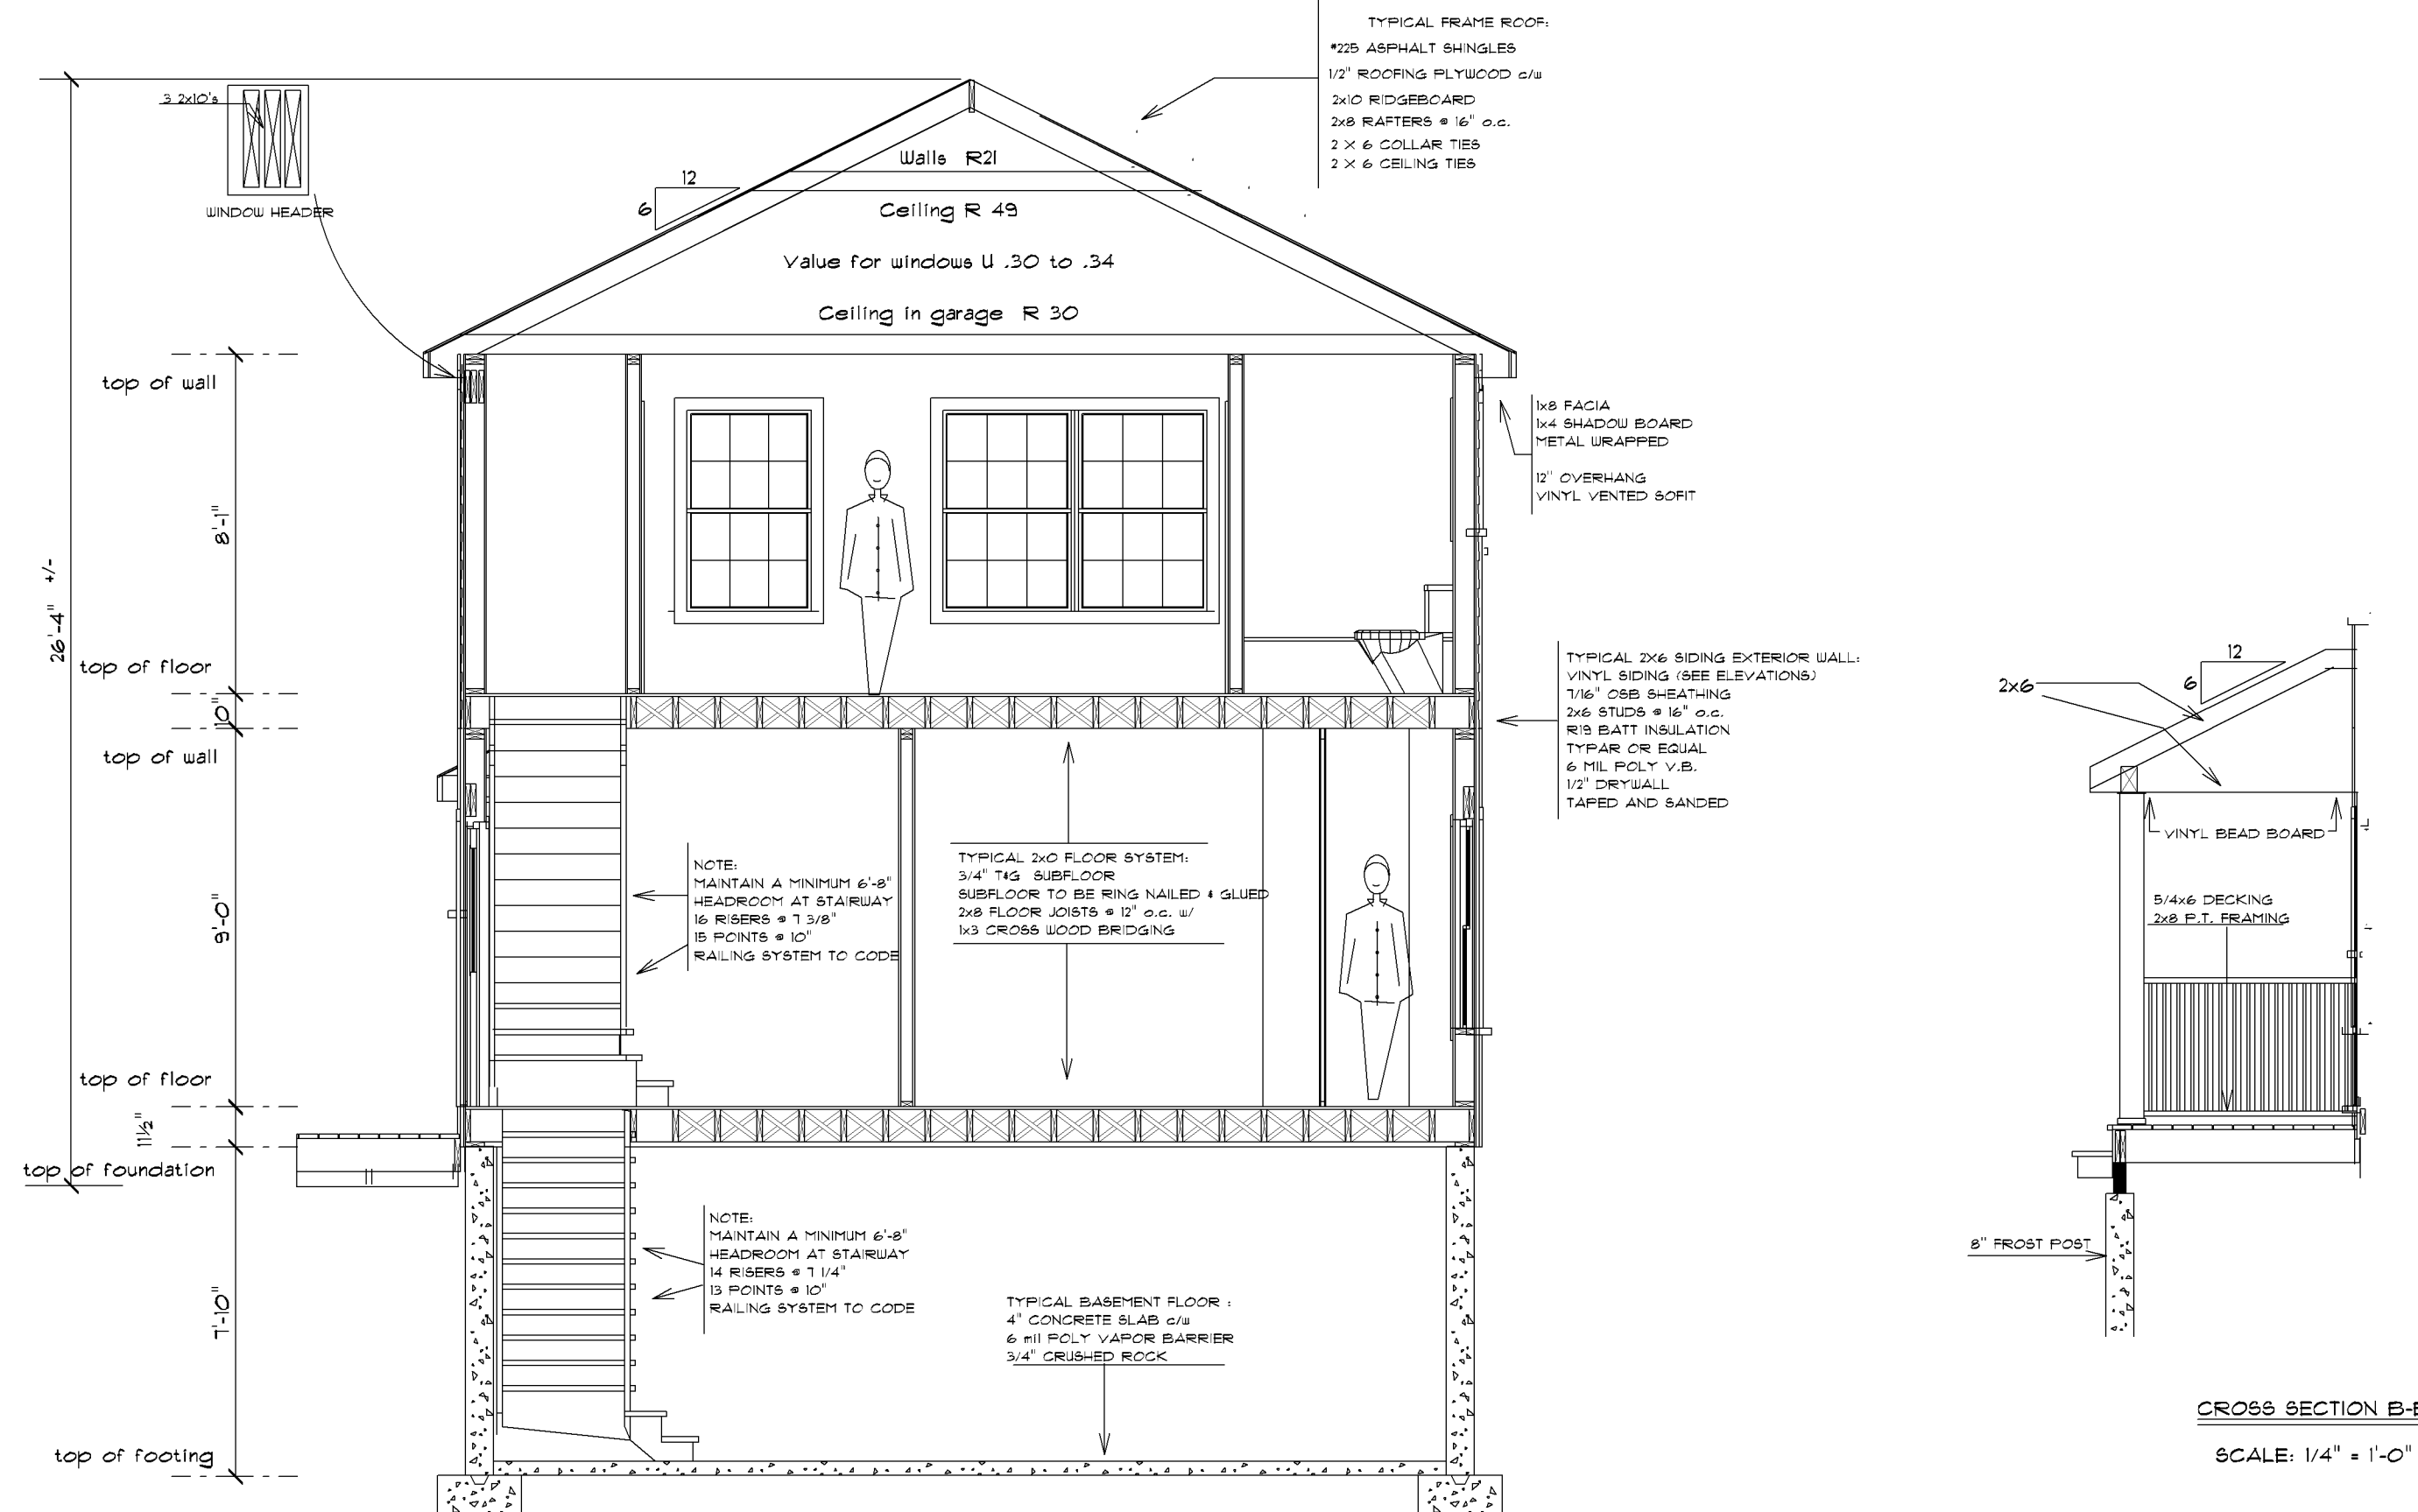 TYPICAL FRAME ROOF:
#225 ASPHALT SHINGLES
1/2" ROOFING PLYWOOD c/w
2x10 RIDGEBOARD
2x8 RAFTERS @ 16" o.c.
2 X 6 COLLAR TIES
2 X 6 CEILING TIES
3 2x10's
WINDOW HEADER
12
6
Walls R21
Ceiling R 49
Value for windows U .30 to .34
Ceiling in garage R 30
top of wall
8'-1"
26'-4" +/-
top of floor
10"
top of wall
9'-0"
top of floor
11½"
top of foundation
7'-10"
top of footing
1x8 FACIA
1x4 SHADOW BOARD
METAL WRAPPED
12" OVERHANG
VINYL VENTED SOFIT
TYPICAL 2X6 SIDING EXTERIOR WALL:
VINYL SIDING (SEE ELEVATIONS)
7/16" OSB SHEATHING
2x6 STUDS @ 16" o.c.
R19 BATT INSULATION
TYPAR OR EQUAL
6 MIL POLY V.B.
1/2" DRYWALL
TAPED AND SANDED
NOTE:
MAINTAIN A MINIMUM 6'-8"
HEADROOM AT STAIRWAY
16 RISERS @ 7 3/8"
15 POINTS @ 10"
RAILING SYSTEM TO CODE
TYPICAL 2x0 FLOOR SYSTEM:
3/4" T&G SUBFLOOR
SUBFLOOR TO BE RING NAILED & GLUED
2x8 FLOOR JOISTS @ 12" o.c. w/
1x3 CROSS WOOD BRIDGING
NOTE:
MAINTAIN A MINIMUM 6'-8"
HEADROOM AT STAIRWAY
14 RISERS @ 7 1/4"
13 POINTS @ 10"
RAILING SYSTEM TO CODE
TYPICAL BASEMENT FLOOR :
4" CONCRETE SLAB c/w
6 mil POLY VAPOR BARRIER
3/4" CRUSHED ROCK
12
6
2x6
VINYL BEAD BOARD
5/4x6 DECKING
2x8 P.T. FRAMING
8" FROST POST
CROSS SECTION B-
SCALE: 1/4" = 1'-0"